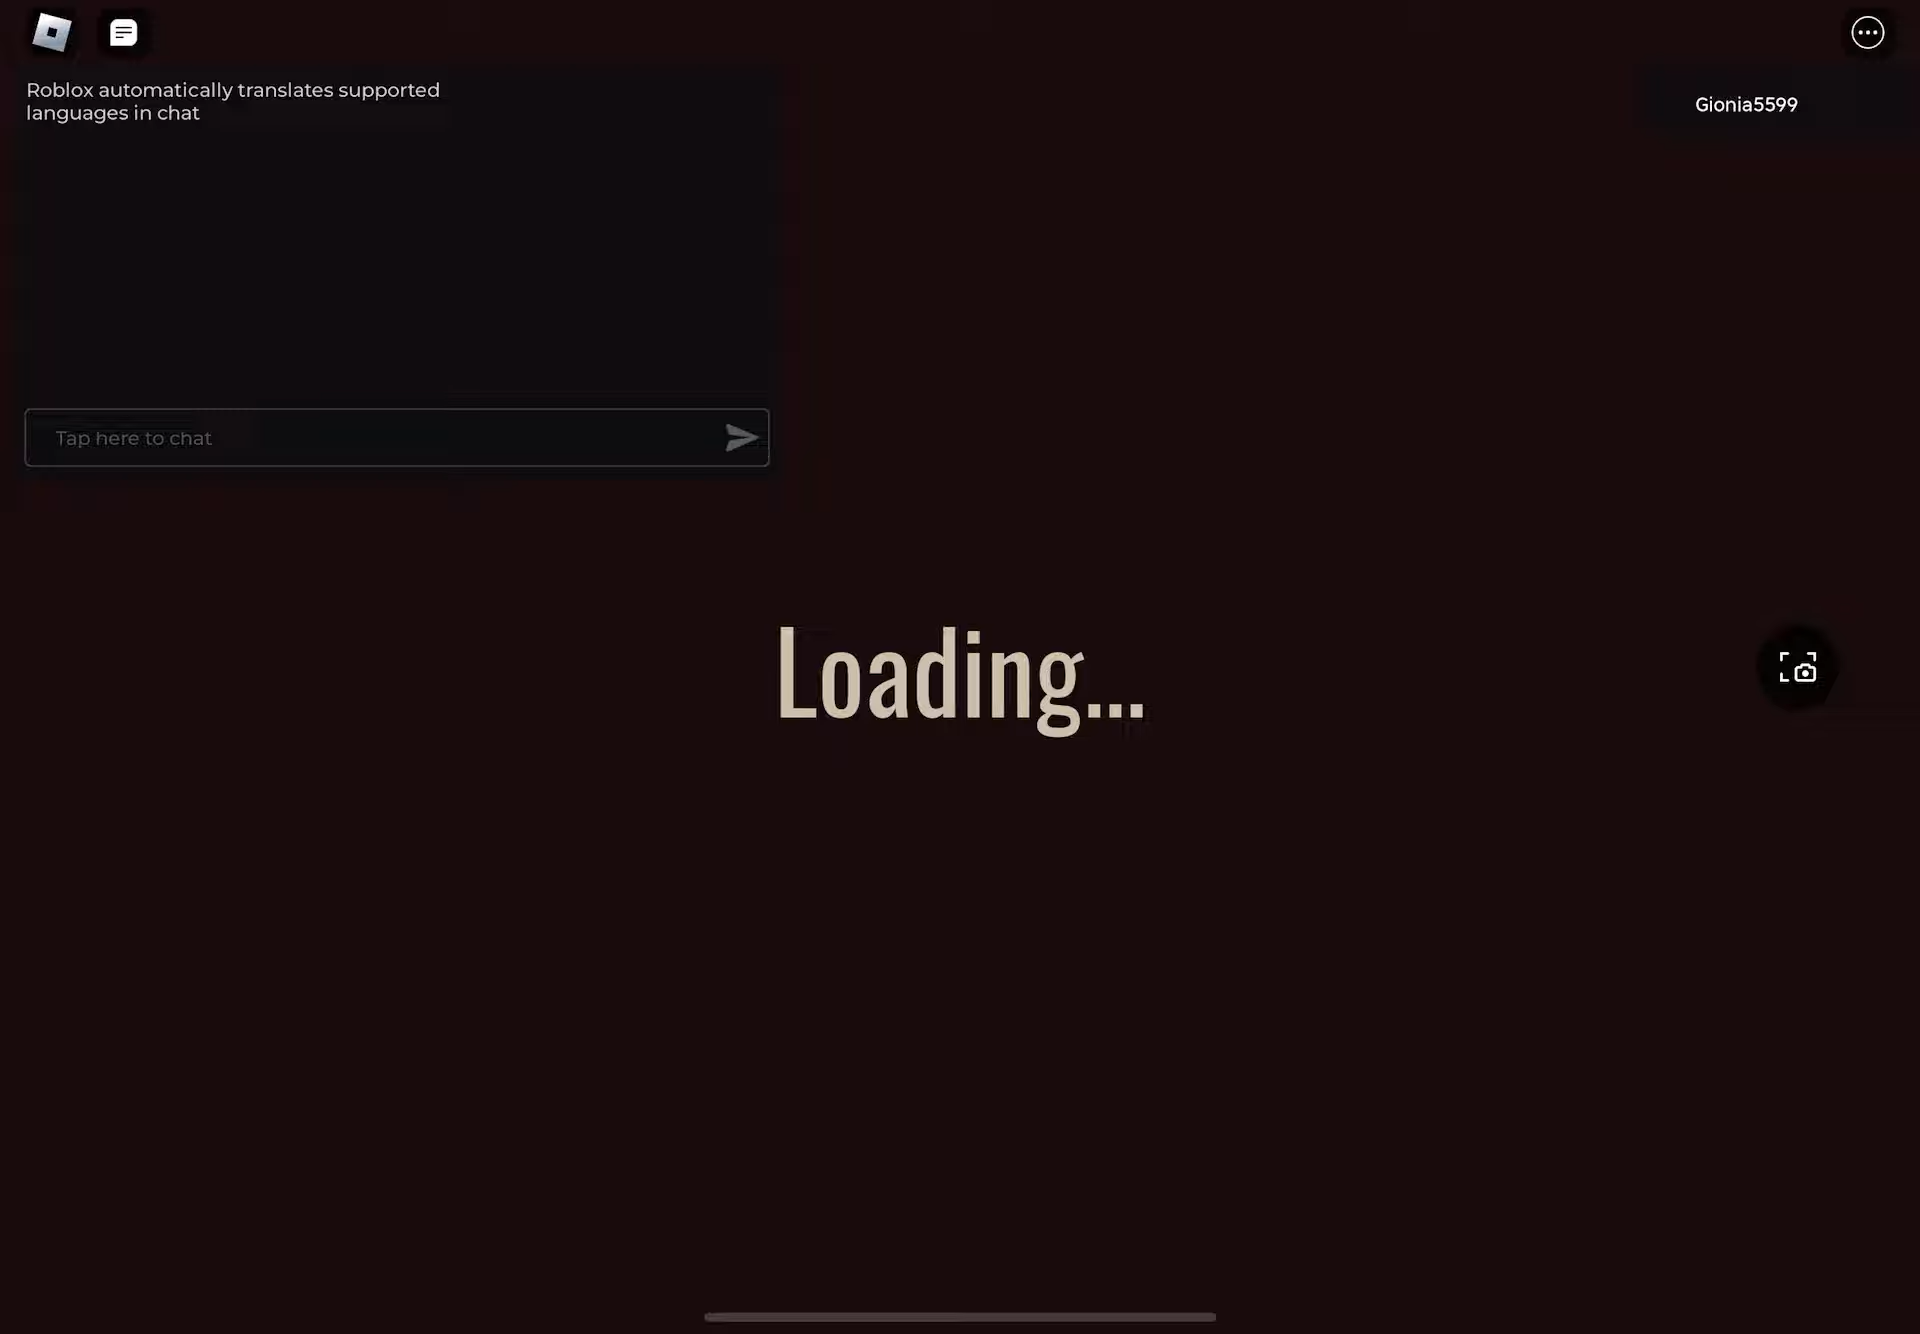 Roblox automatically translates supported
languages in chat
Gionia5599
Tap here to chat
Loading...